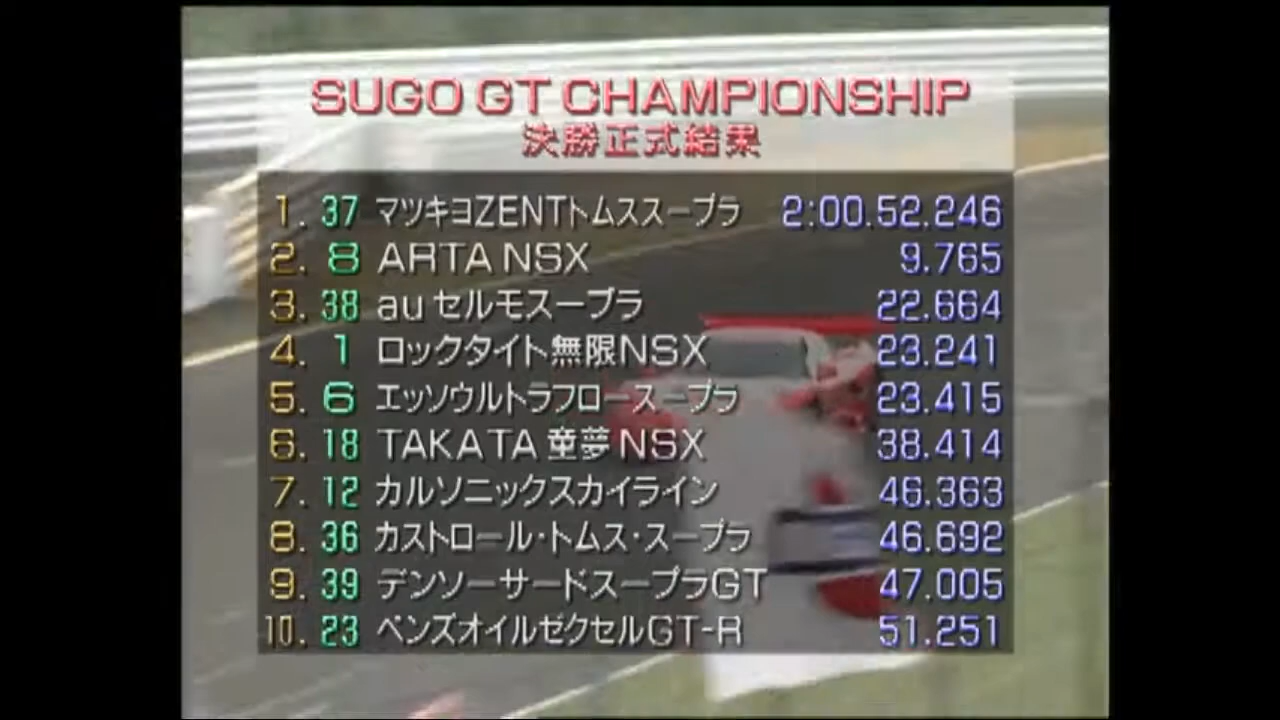 SUGO GT CHAMPIONSHIP
決勝正式結果
1. 37 マツキヨZENTトムススープラ 2:00.52.246
2. 8 ARTA NSX 9.765
3. 38 au セルモスープラ 22.664
4. 1 ロックタイト無限NSX 23.241
5. 6 エッソウルトラフロースープラ 23.415
6. 18 TAKATA 童夢 NSX 38.414
7. 12 カルソニックスカイライン 46.363
8. 36 カストロール・トムス・スープラ 46.692
9. 39 デンソーサードスープラGT 47.005
10. 23 ペンズオイルゼクセルGT-R 51.251